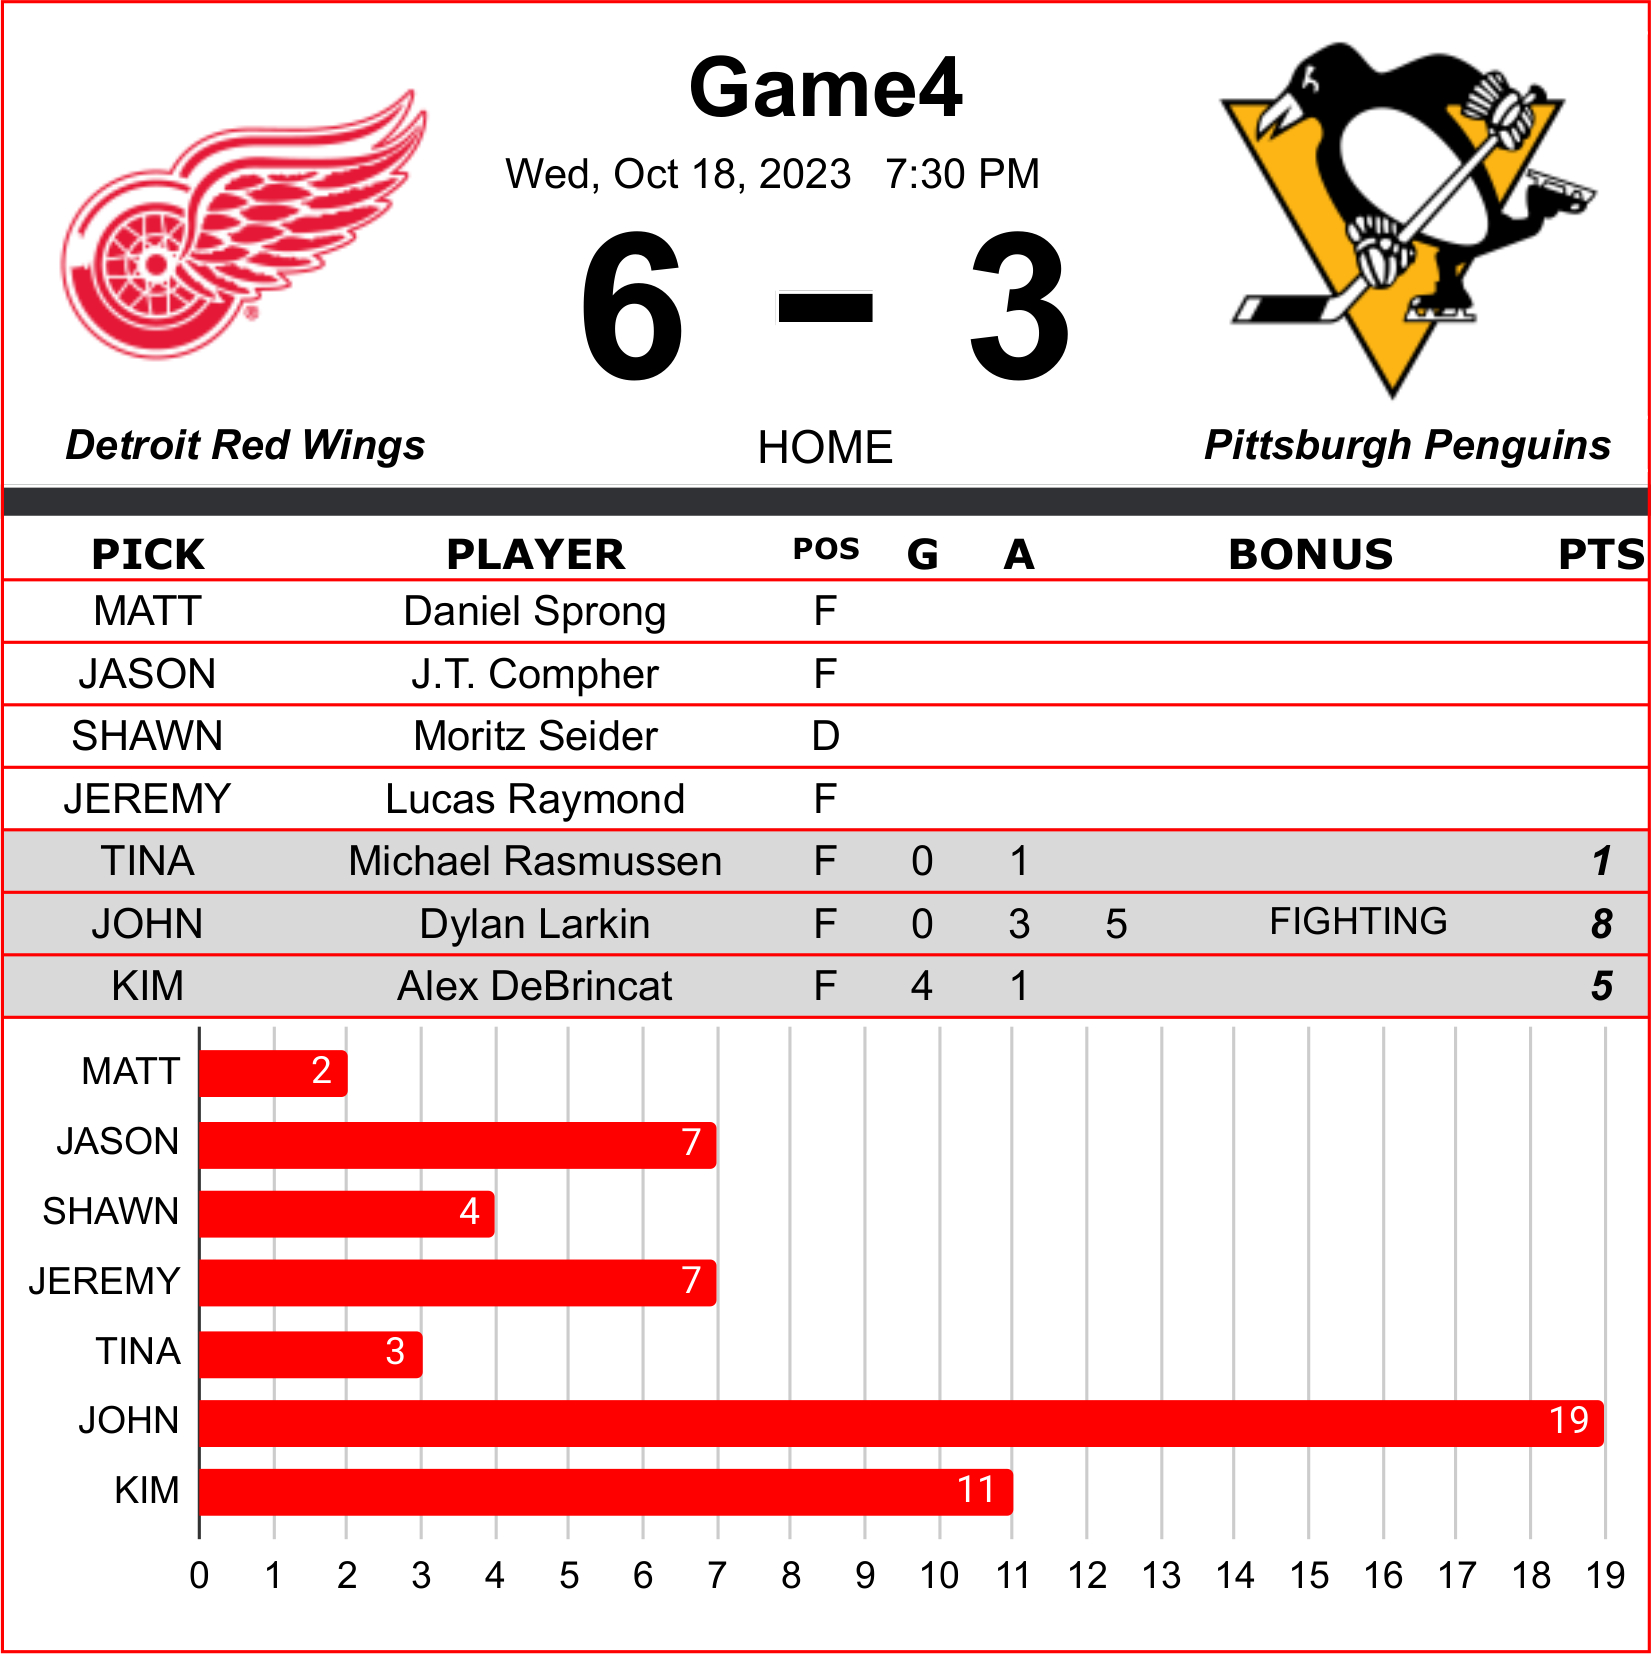 Game4
Wed, Oct 18, 2023 7:30 PM
6 – 3
Detroit Red Wings HOME Pittsburgh Penguins
PICK PLAYER POS G A BONUS PTS
MATT Daniel Sprong F
JASON J.T. Compher F
SHAWN Moritz Seider D
JEREMY Lucas Raymond F
TINA Michael Rasmussen F 0 1 1
JOHN Dylan Larkin F 0 3 5 FIGHTING 8
KIM Alex DeBrincat F 4 1 5
MATT 2
JASON 7
SHAWN 4
JEREMY 7
TINA 3
JOHN 19
KIM 11
0 1 2 3 4 5 6 7 8 9 10 11 12 13 14 15 16 17 18 19